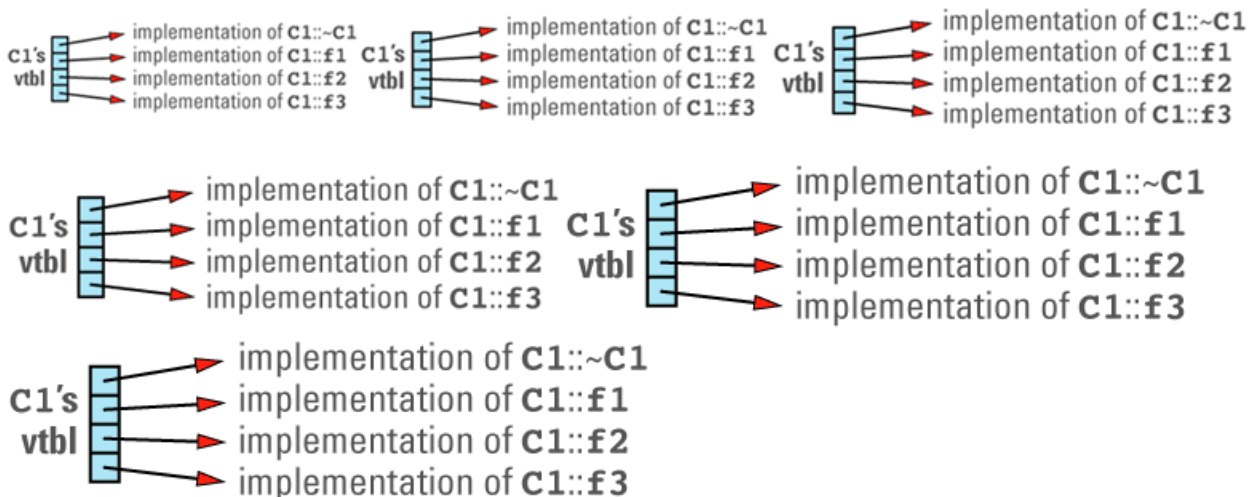 implementation of C1::~C1
C1's implementation of C1::f1
vtbl implementation of C1::f2
implementation of C1::f3
implementation of C1::~C1
C1's implementation of C1::f1
vtbl implementation of C1::f2
implementation of C1::f3
implementation of C1::~C1
C1's implementation of C1::f1
vtbl implementation of C1::f2
implementation of C1::f3
implementation of C1::~C1
C1's implementation of C1::f1
vtbl implementation of C1::f2
implementation of C1::f3
implementation of C1::~C1
C1's implementation of C1::f1
vtbl implementation of C1::f2
implementation of C1::f3
implementation of C1::~C1
C1's implementation of C1::f1
vtbl implementation of C1::f2
implementation of C1::f3